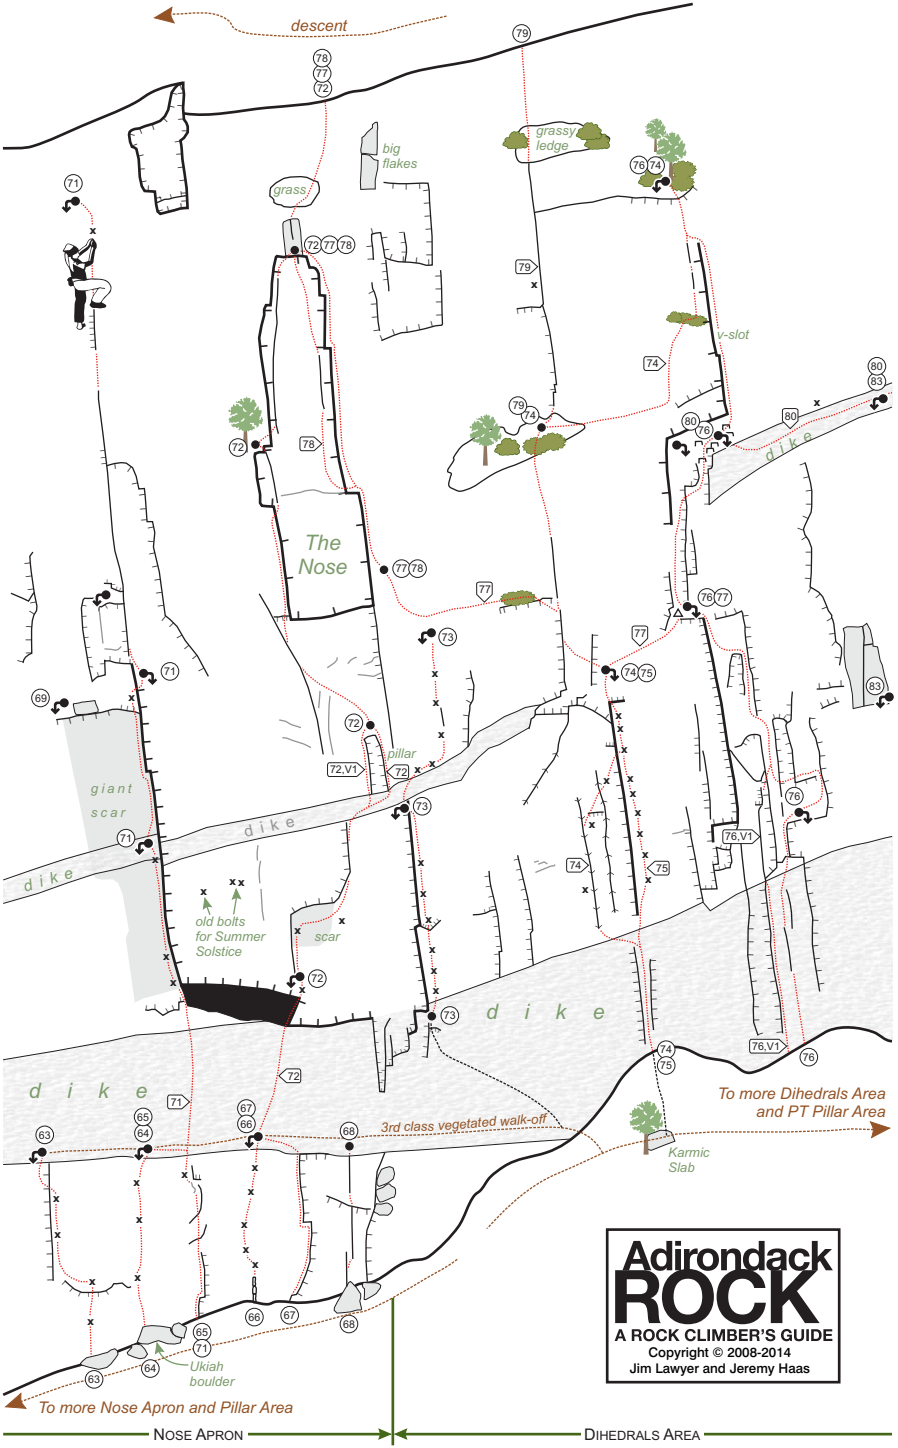 descent
79
78
77
72
grassy
ledge
big
flakes
76 74
71
grass
72 77 78
79
v-slot
74
80
83
79
74
80
76
80
dike
72
78
The
Nose
77 78
77
76 77
73
77
71
74 75
69
83
72
pillar
72,V1
72
giant
scar
76
73
dike
71
76,V1
dike
74
75
old bolts
for Summer
Solstice
scar
72
73
dike
76,V1
76
74
75
dike
72
71
To more Dihedrals Area
and PT Pillar Area
67
66
65
64
63
68
3rd class vegetated walk-off
Karmic
Slab
Adirondack
ROCK
A ROCK CLIMBER'S GUIDE
Copyright © 2008-2014
Jim Lawyer and Jeremy Haas
66
67
68
65
71
64
63
Ukiah
boulder
To more Nose Apron and Pillar Area
NOSE APRON
DIHEDRALS AREA